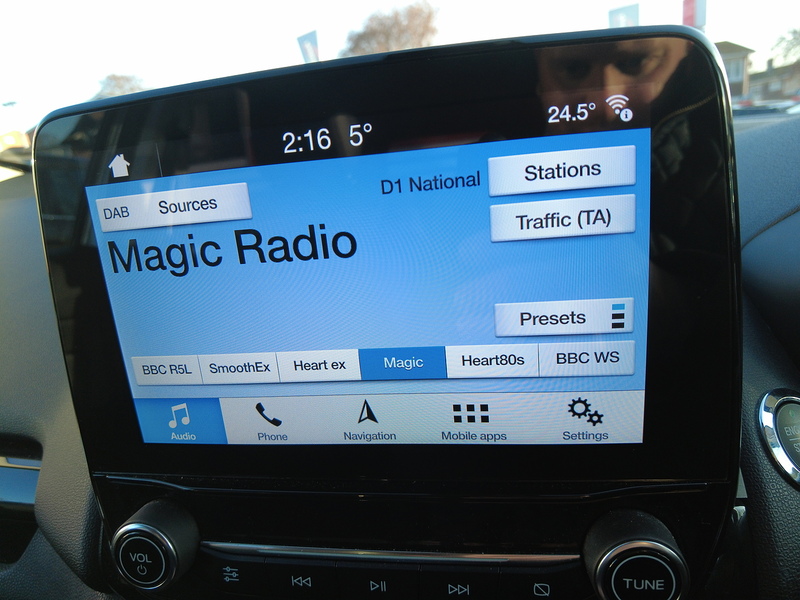 2:16 5° 24.5°
D1 National
Stations
DAB Sources
Traffic (TA)
Magic Radio
Presets
BBC R5L SmoothEx Heart ex Magic Heart80s BBC WS
Audio Phone Navigation Mobile apps Settings
VOL
TUNE